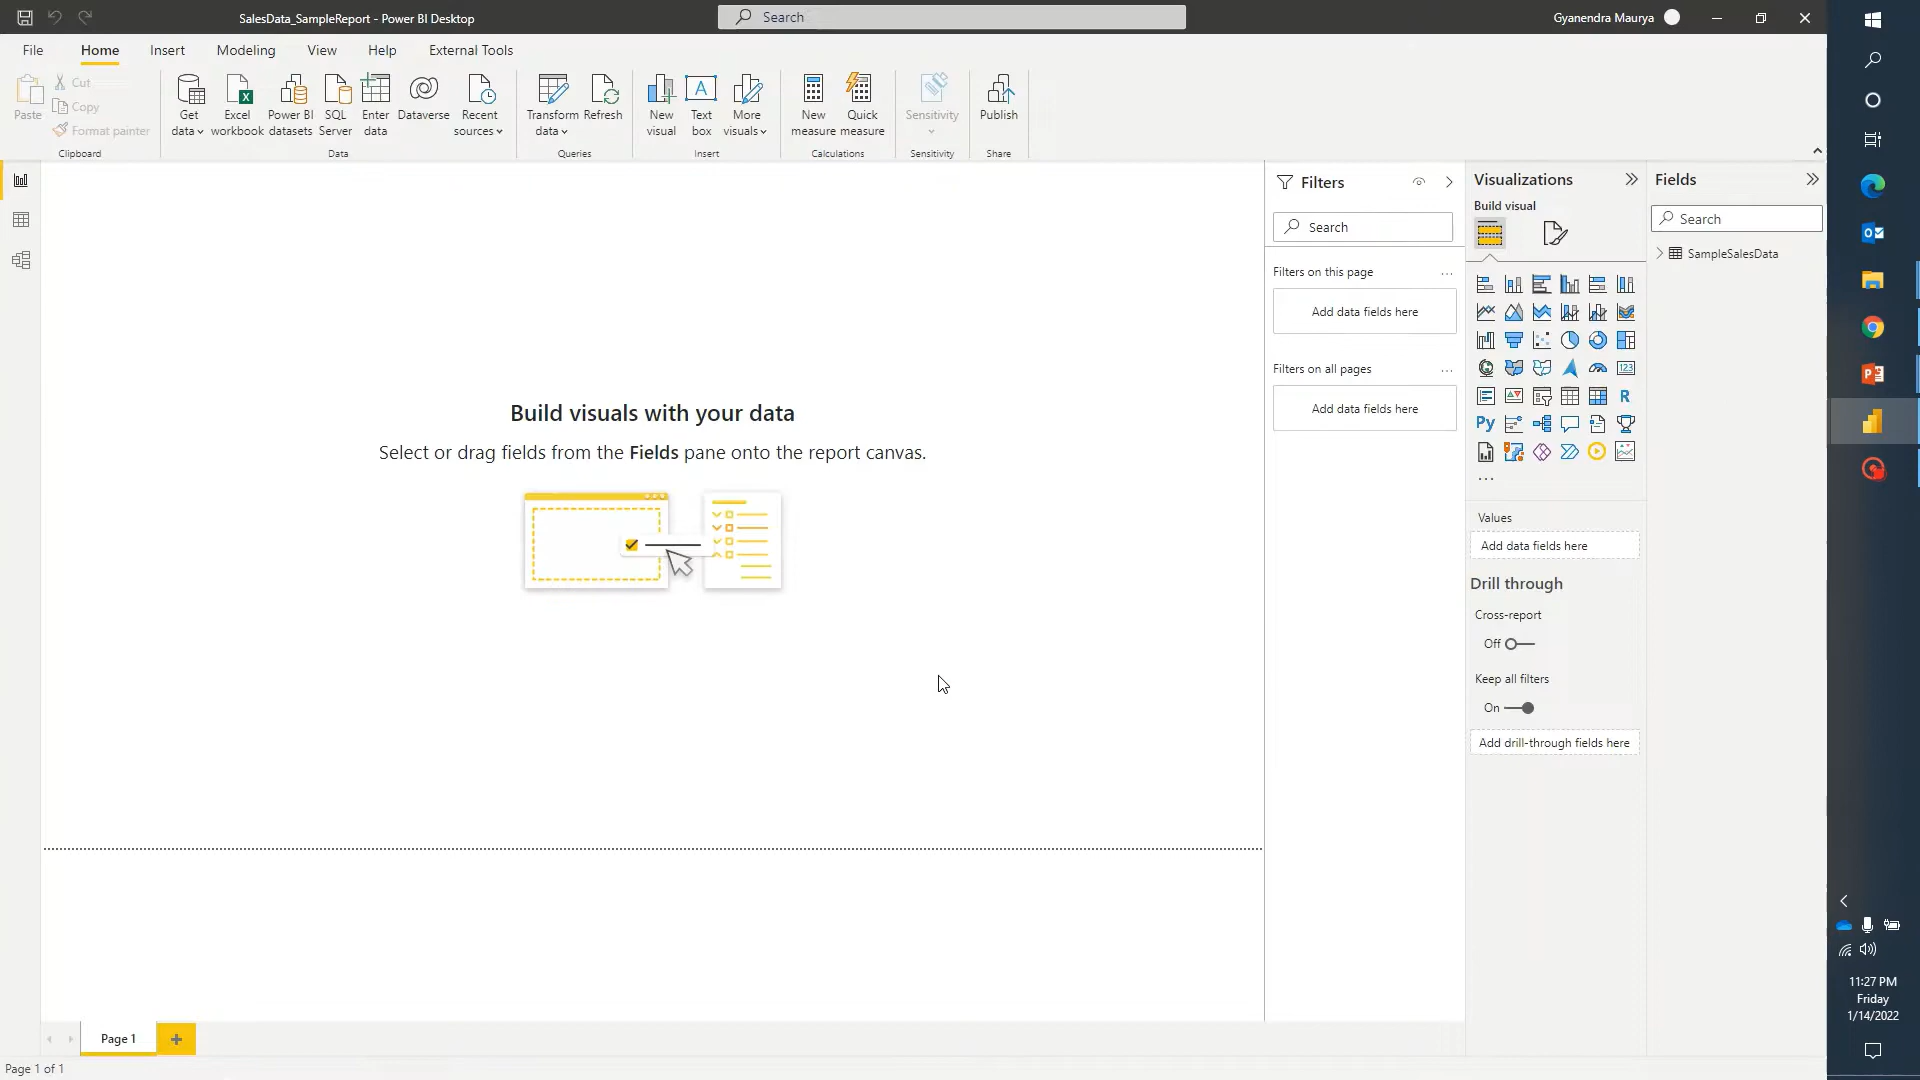 SalesData_SampleReport - Power BI Desktop
Search
Gyanendra Maurya
File
Home
Insert
Modeling
View
Help
External Tools
Paste
Cut
Copy
Format painter
Clipboard
Get data
Excel workbook
Power BI datasets
SQL Server
Enter data
Dataverse
Recent sources
Data
Transform data
Refresh
Queries
New visual
Text box
More visuals
Insert
New measure
Quick measure
Calculations
Sensitivity
Sensitivity
Publish
Share
Build visuals with your data
Select or drag fields from the Fields pane onto the report canvas.
Filters
Search
Filters on this page
...
Add data fields here
Filters on all pages
...
Add data fields here
Visualizations
Build visual
123
R
Py
...
Values
Add data fields here
Drill through
Cross-report
Off
Keep all filters
On
Add drill-through fields here
Fields
Search
SampleSalesData
Page 1
Page 1 of 1
11:27 PM
Friday
1/14/2022